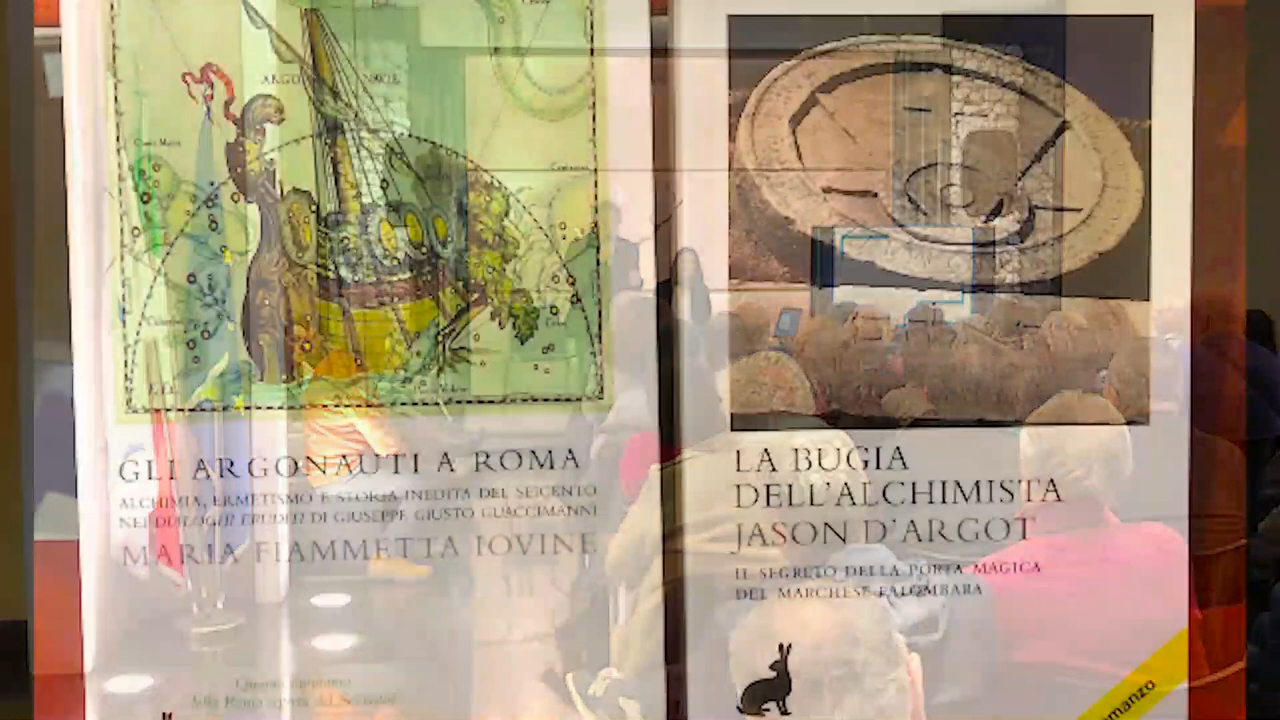 GLI ARGONAUTI A ROMA
ALCHIMIA, ERMETISMO E STORIA INEDITA DEL SEICENTO
NEI DIALOGHI ERUDITI DI GIUSEPPE GIUSTO GUACCIMANNI
MARIA FIAMMETTA IOVINE
LA BUGIA
DELL'ALCHIMISTA
JASON D'ARGOT
IL SEGRETO DELLA PORTA MAGICA
DEL MARCHESE PALOMBARA
manzo